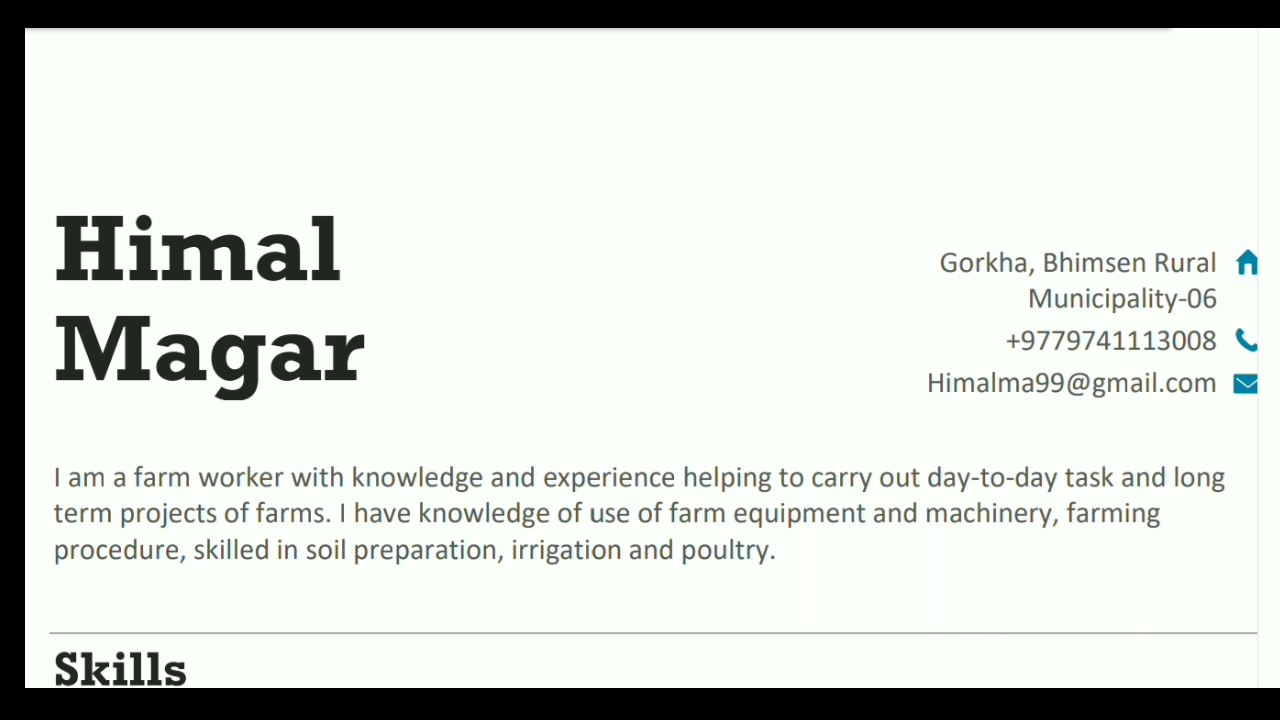 Himal
Magar
Gorkha, Bhimsen Rural
Municipality-06
+9779741113008
Himalma99@gmail.com
I am a farm worker with knowledge and experience helping to carry out day-to-day task and long
term projects of farms. I have knowledge of use of farm equipment and machinery, farming
procedure, skilled in soil preparation, irrigation and poultry.
Skills